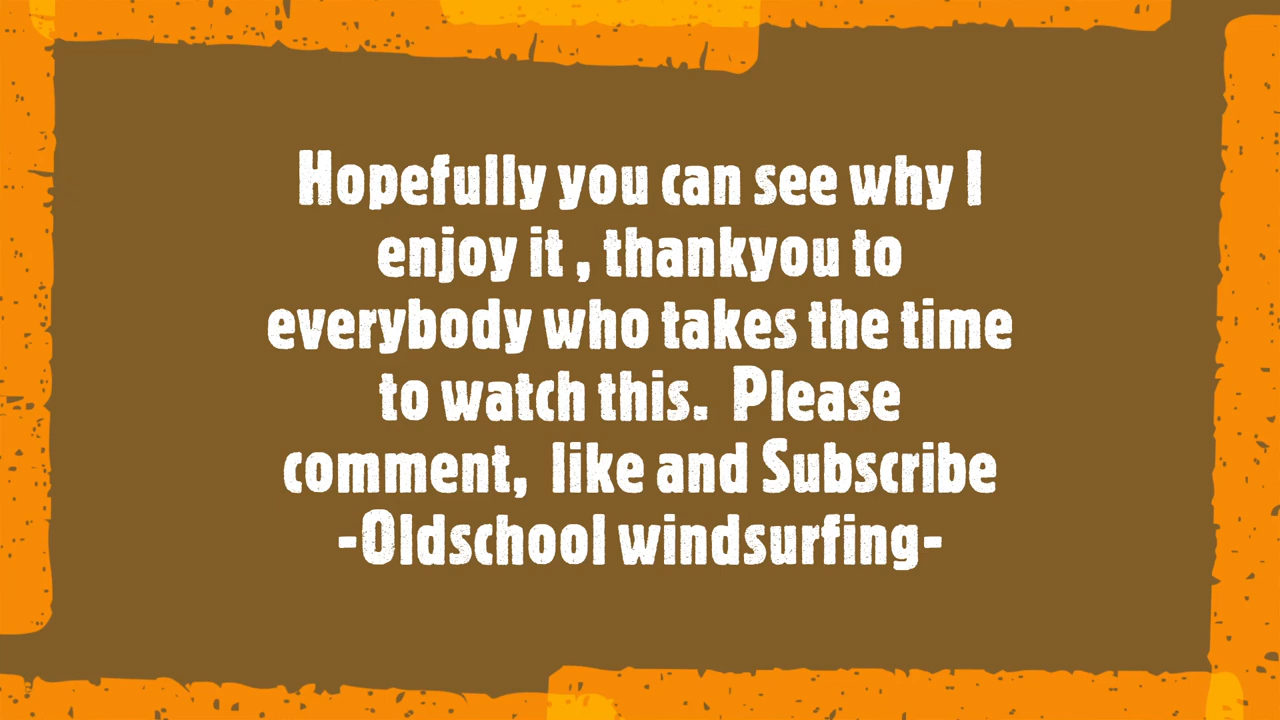 Hopefully you can see why I
enjoy it , thankyou to
everybody who takes the time
to watch this.  Please
comment,  like and Subscribe
-Oldschool windsurfing-